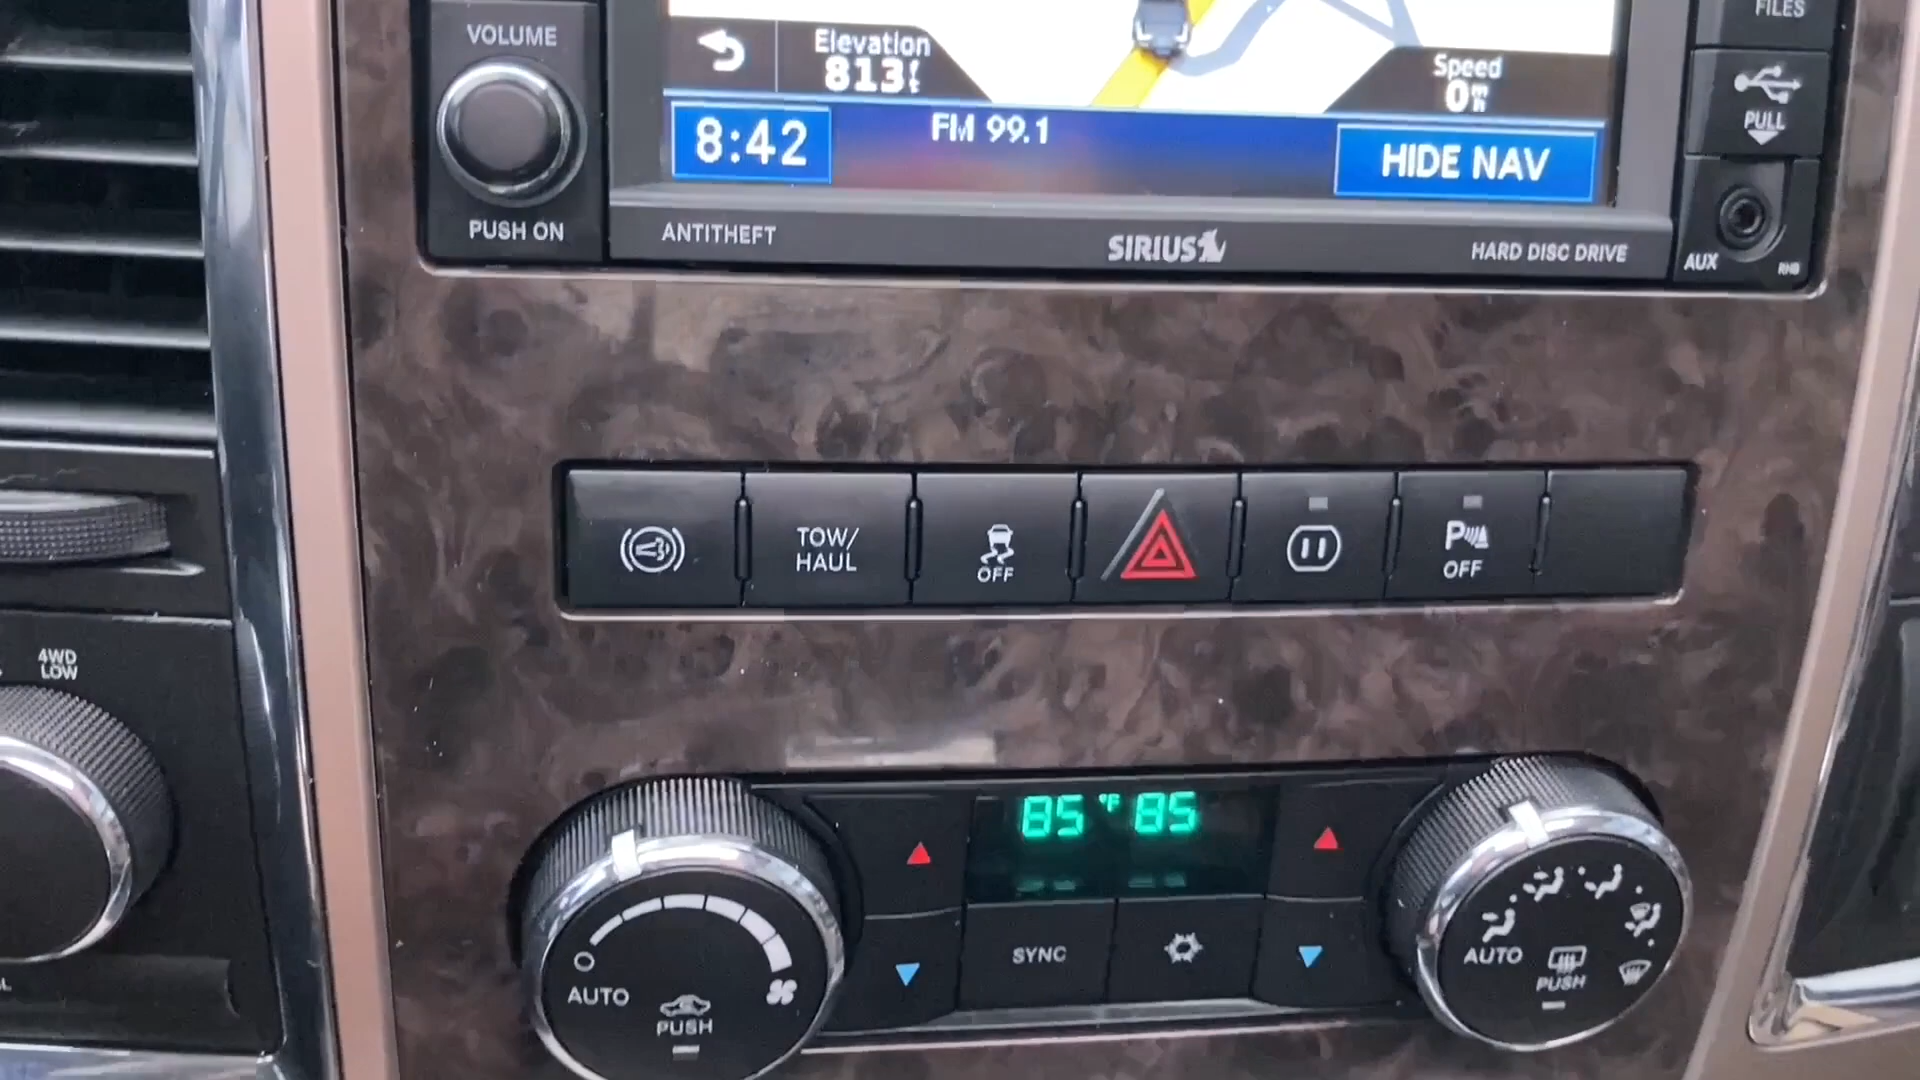 VOLUME
PUSH ON
Elevation
813 f t
8:42
FM 99.1
Speed
0 m h
HIDE NAV
FILES
PULL
AUX
RHB
ANTITHEFT
SIRIUS
HARD DISC DRIVE
TOW/
HAUL
OFF
P
OFF
4WD
LOW
85 °F 85
SYNC
AUTO
PUSH
AUTO
PUSH